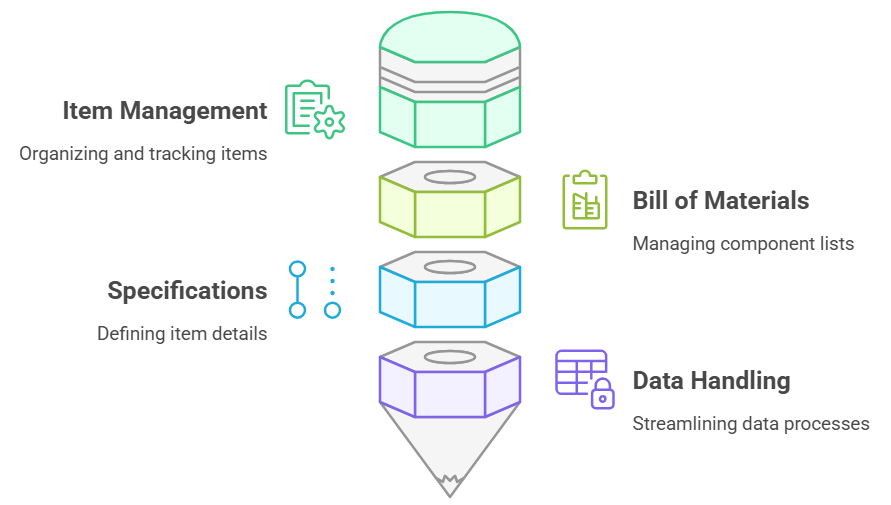 Item Management
Organizing and tracking items
Bill of Materials
Managing component lists
Specifications
Defining item details
Data Handling
Streamlining data processes